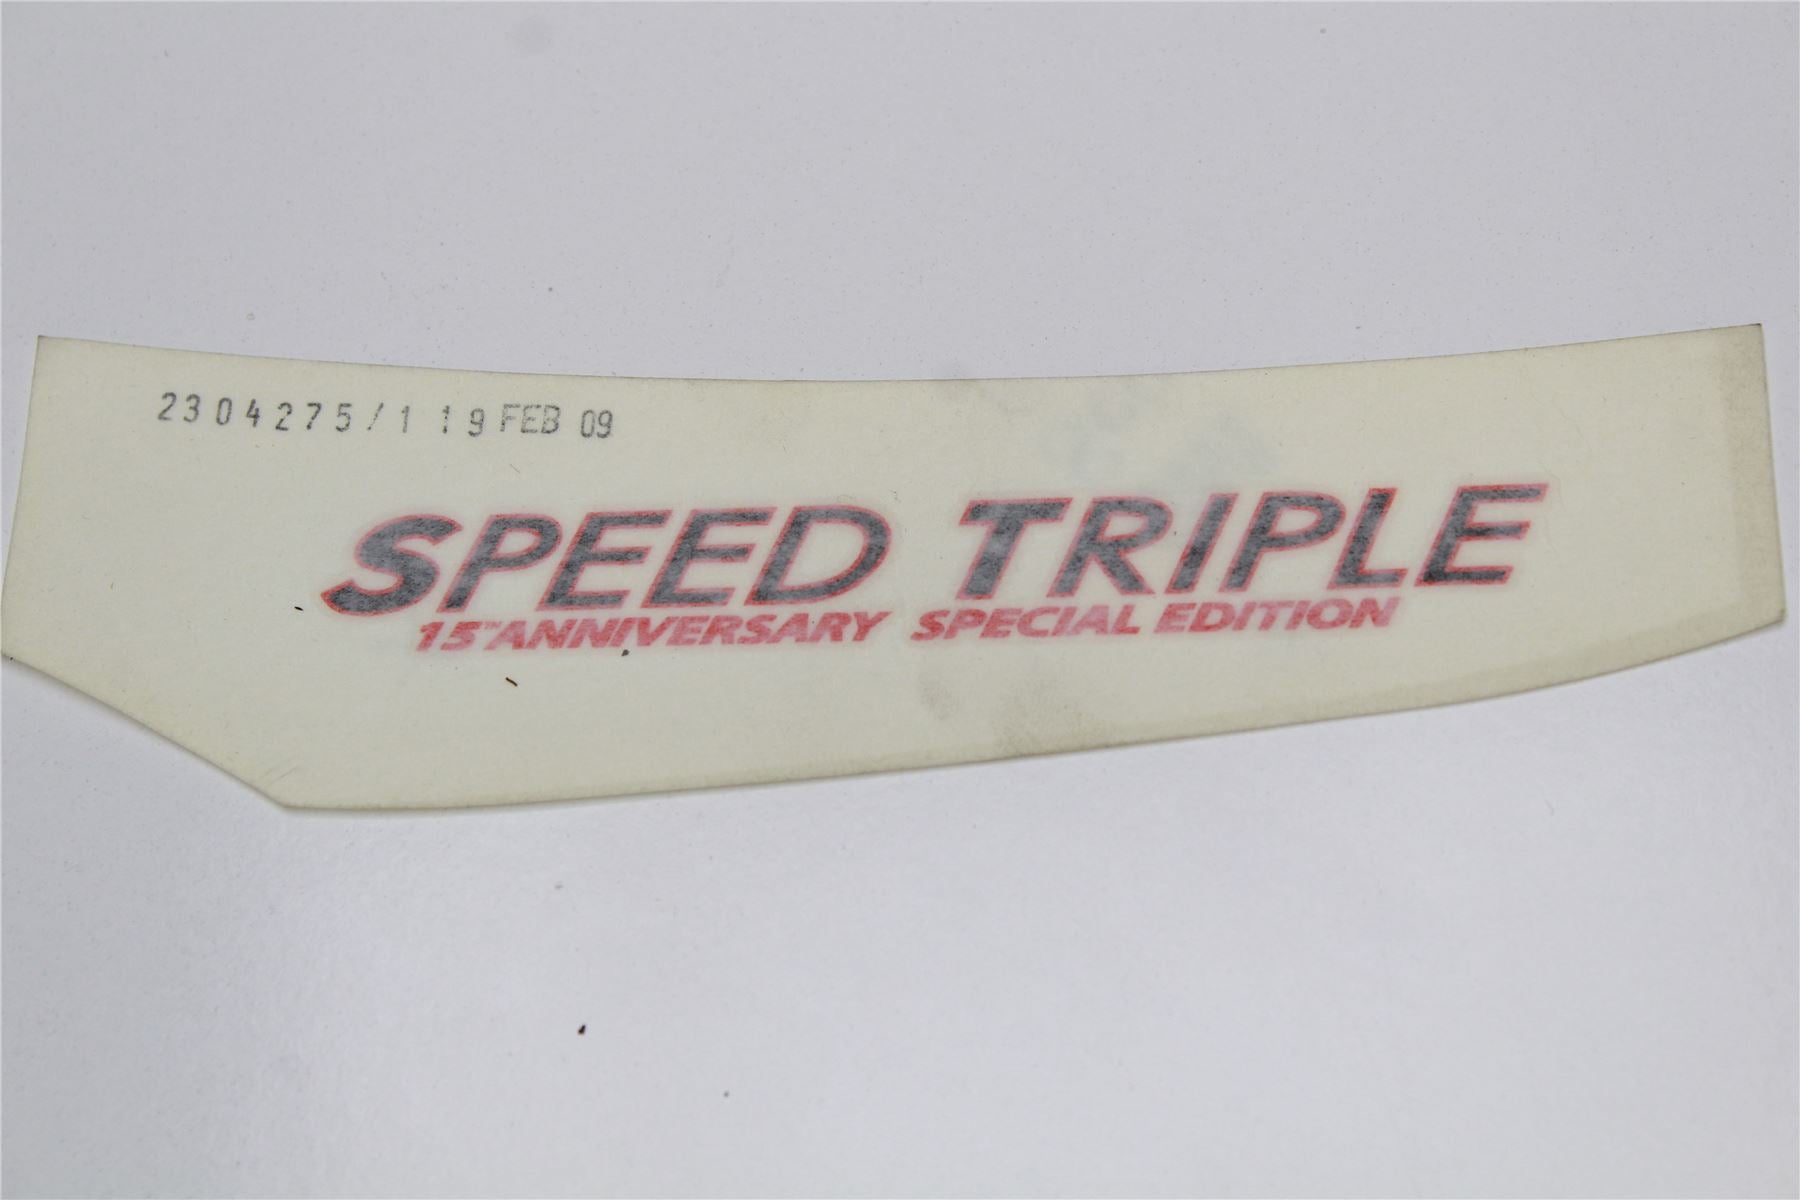 2304275/1 19 FEB 09
SPEED TRIPLE
15TH ANNIVERSARY SPECIAL EDITION